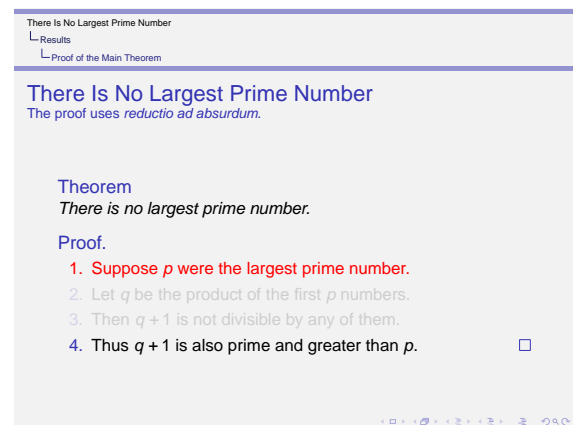 There Is No Largest Prime Number
Results
Proof of the Main Theorem
There Is No Largest Prime Number
The proof uses reductio ad absurdum.
Theorem
There is no largest prime number.
Proof.
1. Suppose p were the largest prime number.
2. Let q be the product of the first p numbers.
3. Then q + 1 is not divisible by any of them.
4. Thus q + 1 is also prime and greater than p. □